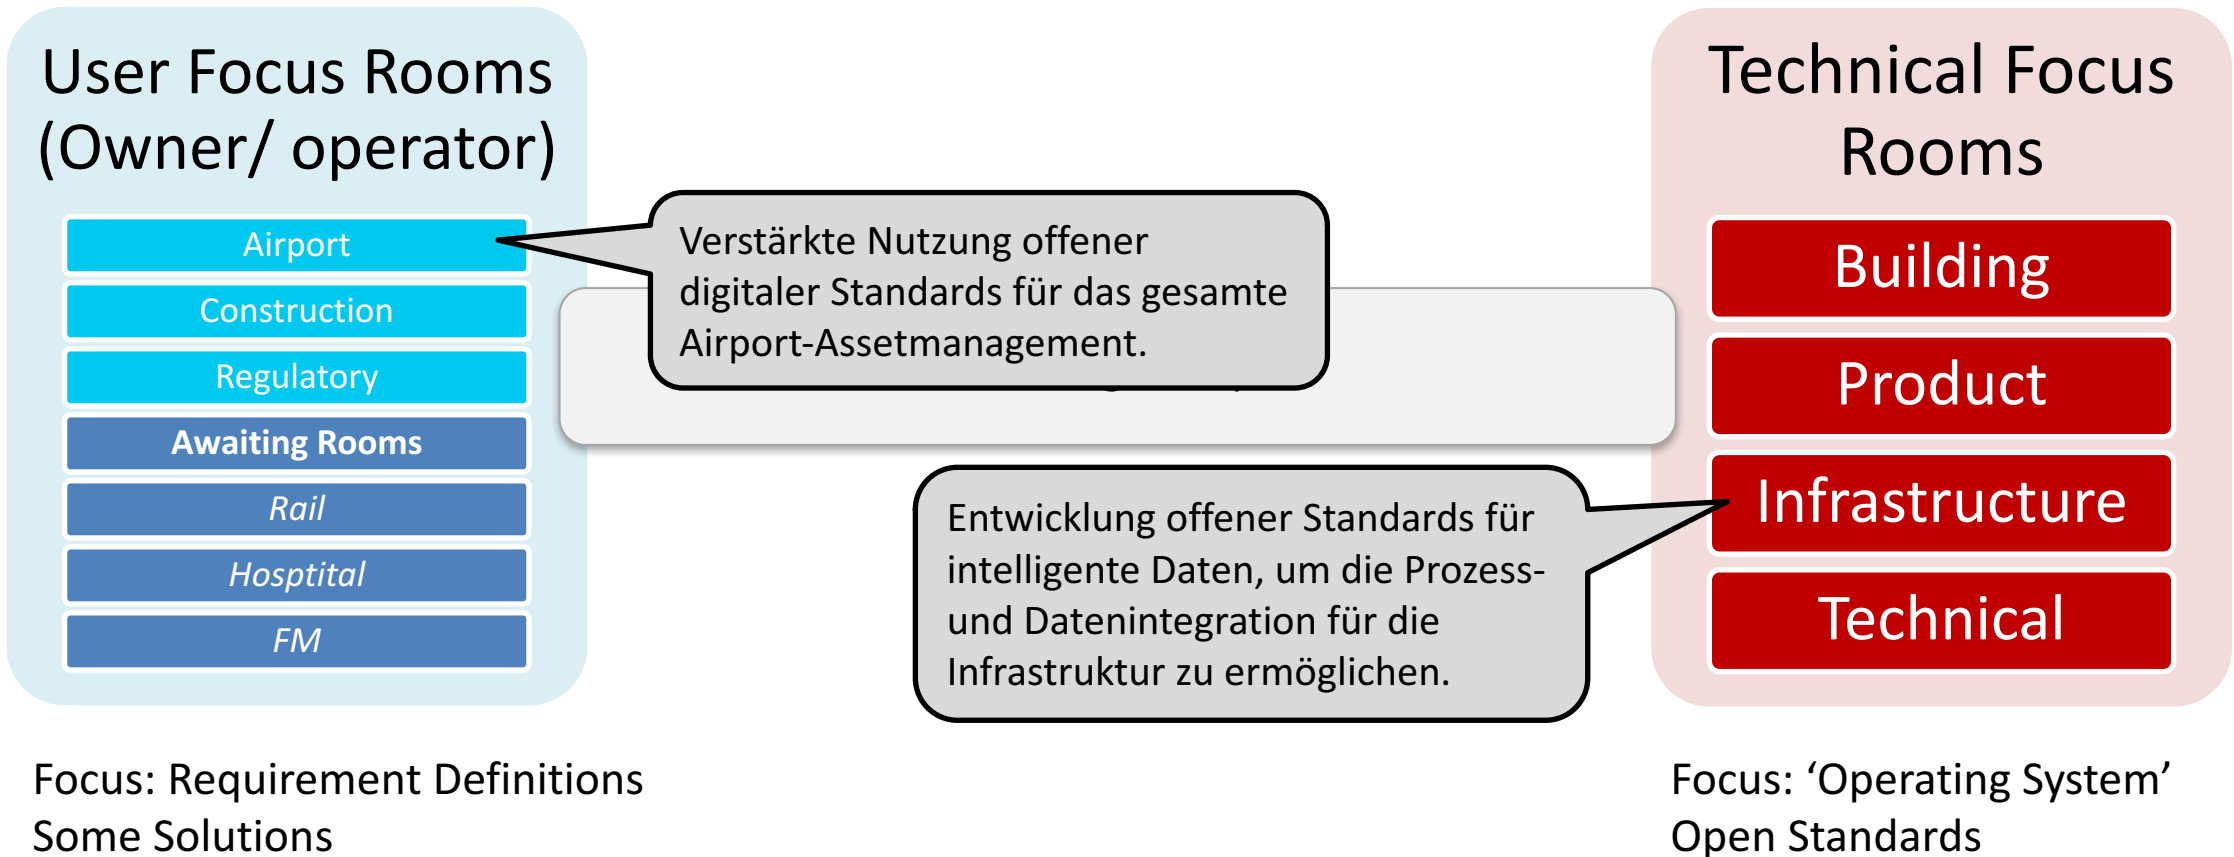 User Focus Rooms
(Owner/ operator)
Airport
Construction
Regulatory
Awaiting Rooms
Rail
Hosptital
FM
Focus: Requirement Definitions
Some Solutions
Verstärkte Nutzung offener
digitaler Standards für das gesamte
Airport-Assetmanagement.
Entwicklung offener Standards für
intelligente Daten, um die Prozess-
und Datenintegration für die
Infrastruktur zu ermöglichen.
Technical Focus
Rooms
Building
Product
Infrastructure
Technical
Focus: ‘Operating System’
Open Standards